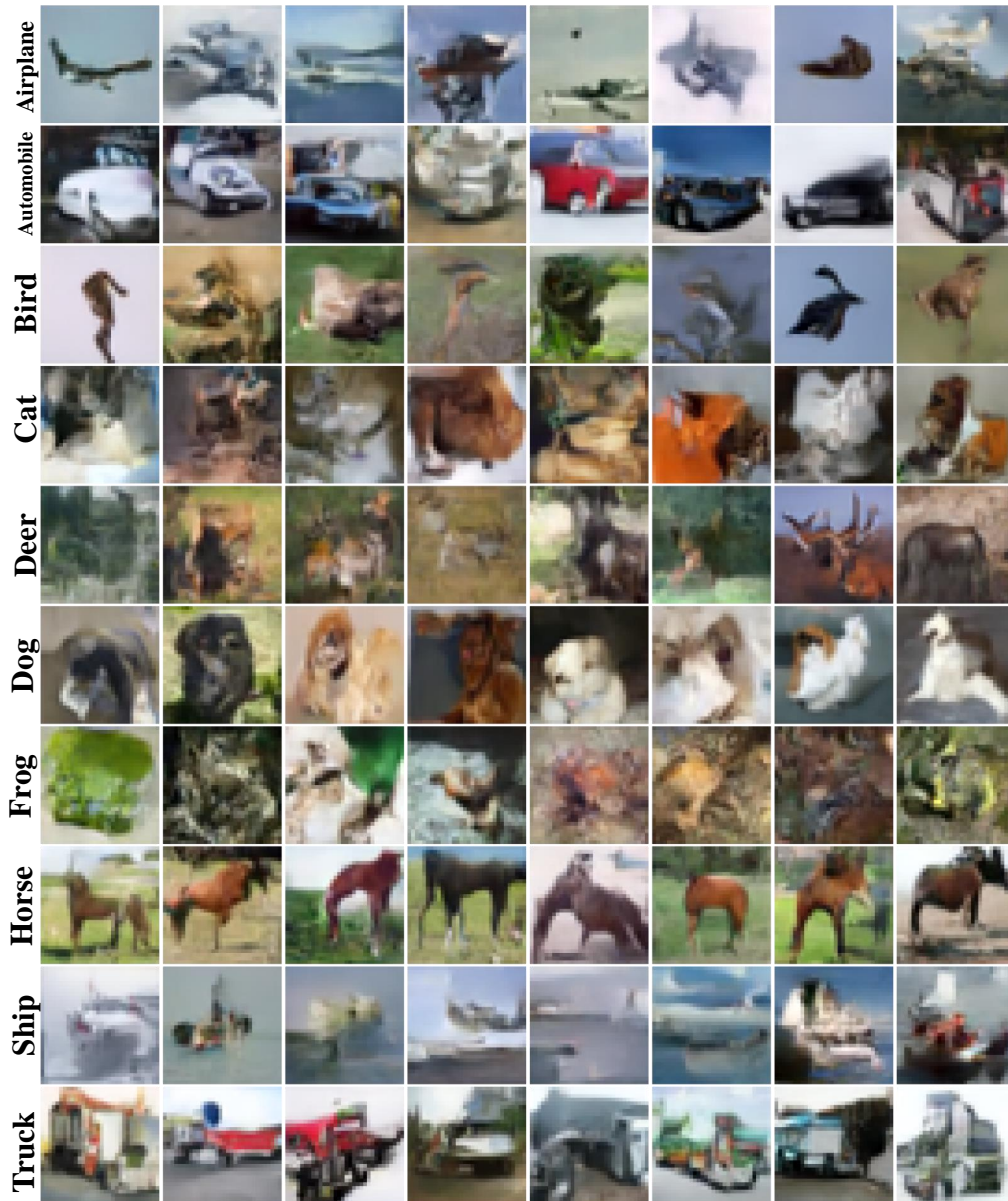 Airplane
Automobile
Bird
Cat
Deer
Dog
Frog
Horse
Ship
Truck